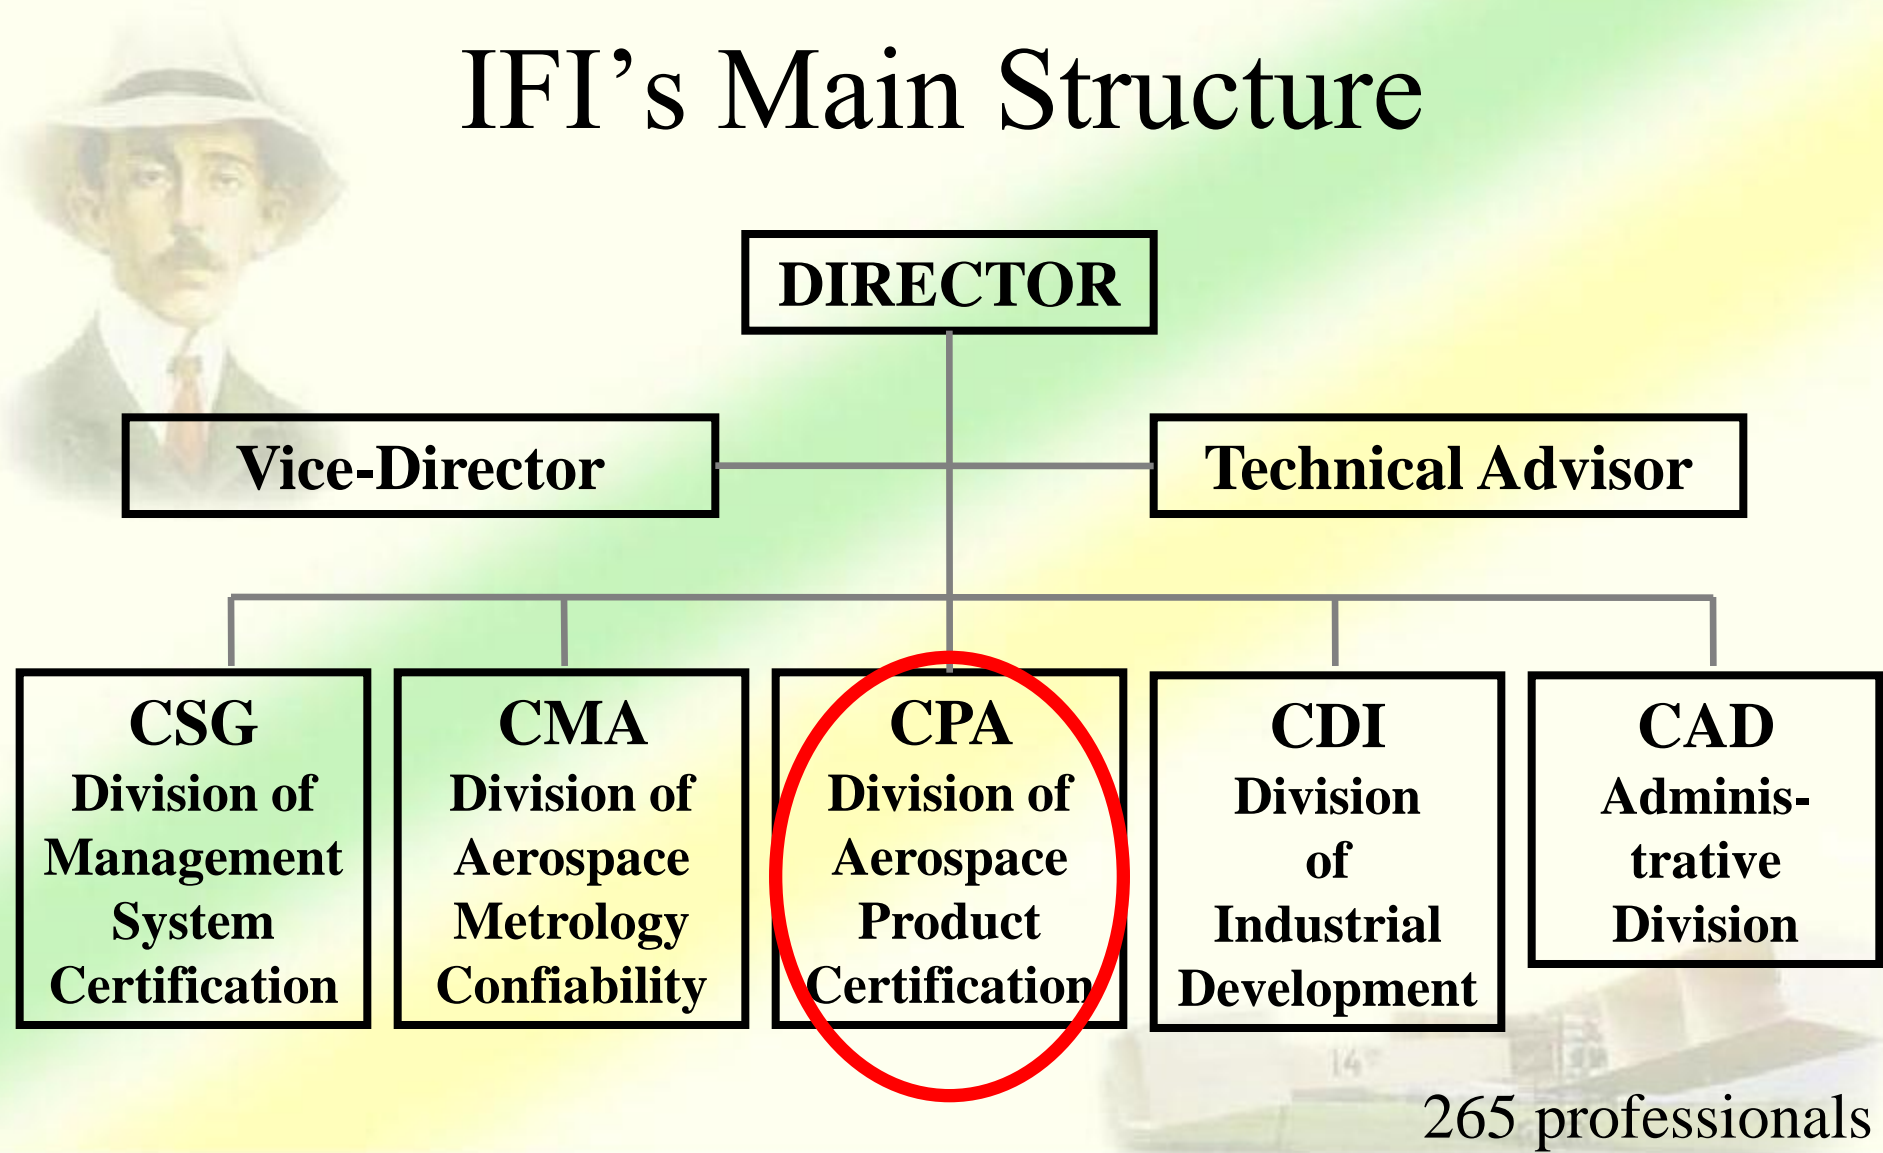 IFI’s Main Structure
DIRECTOR
Vice-Director
Technical Advisor
CSG
Division of
Management
System
Certification
CMA
Division of
Aerospace
Metrology
Confiability
CPA
Division of
Aerospace
Product
Certification
CDI
Division
of
Industrial
Development
CAD
Adminis-
trative
Division
14
265 professionals